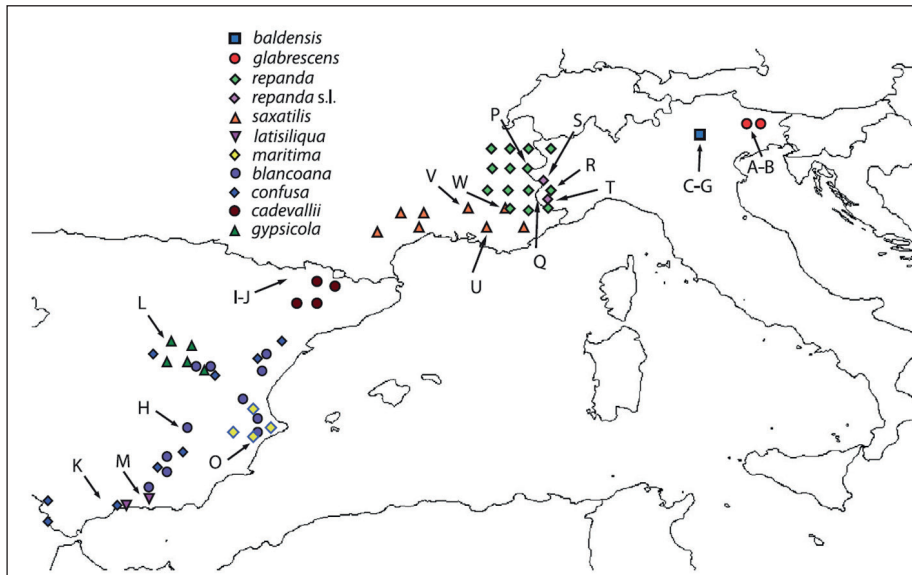 baldensis
glabrescens
repanda
repanda s.l.
saxatilis
latisiliqua
maritima
blancoana
confusa
cadevallii
gypsicola
P
S
A-B
R
C-G
V
W
T
U
Q
I-J
L
H
O
K
M